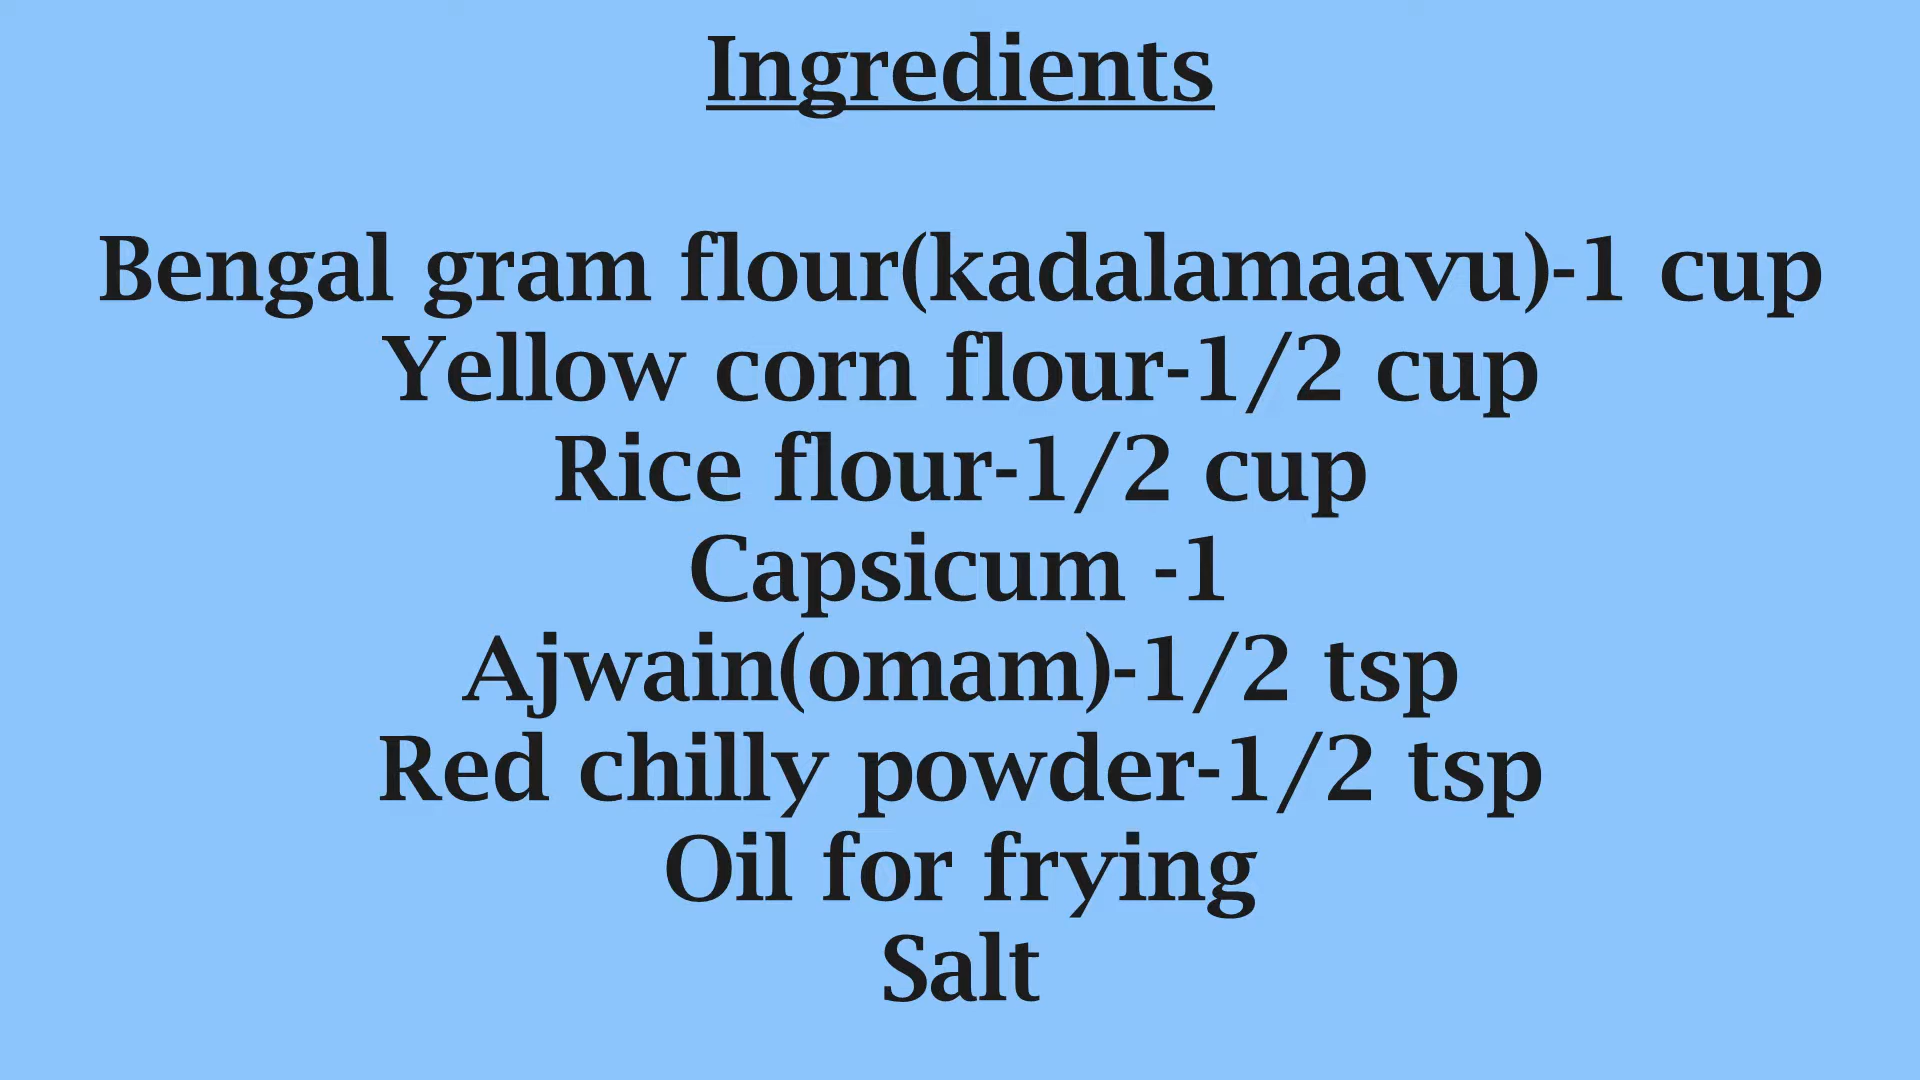 Ingredients
Bengal gram flour(kadalamaavu)-1 cup
Yellow corn flour-1/2 cup
Rice flour-1/2 cup
Capsicum -1
Ajwain(omam)-1/2 tsp
Red chilly powder-1/2 tsp
Oil for frying
Salt